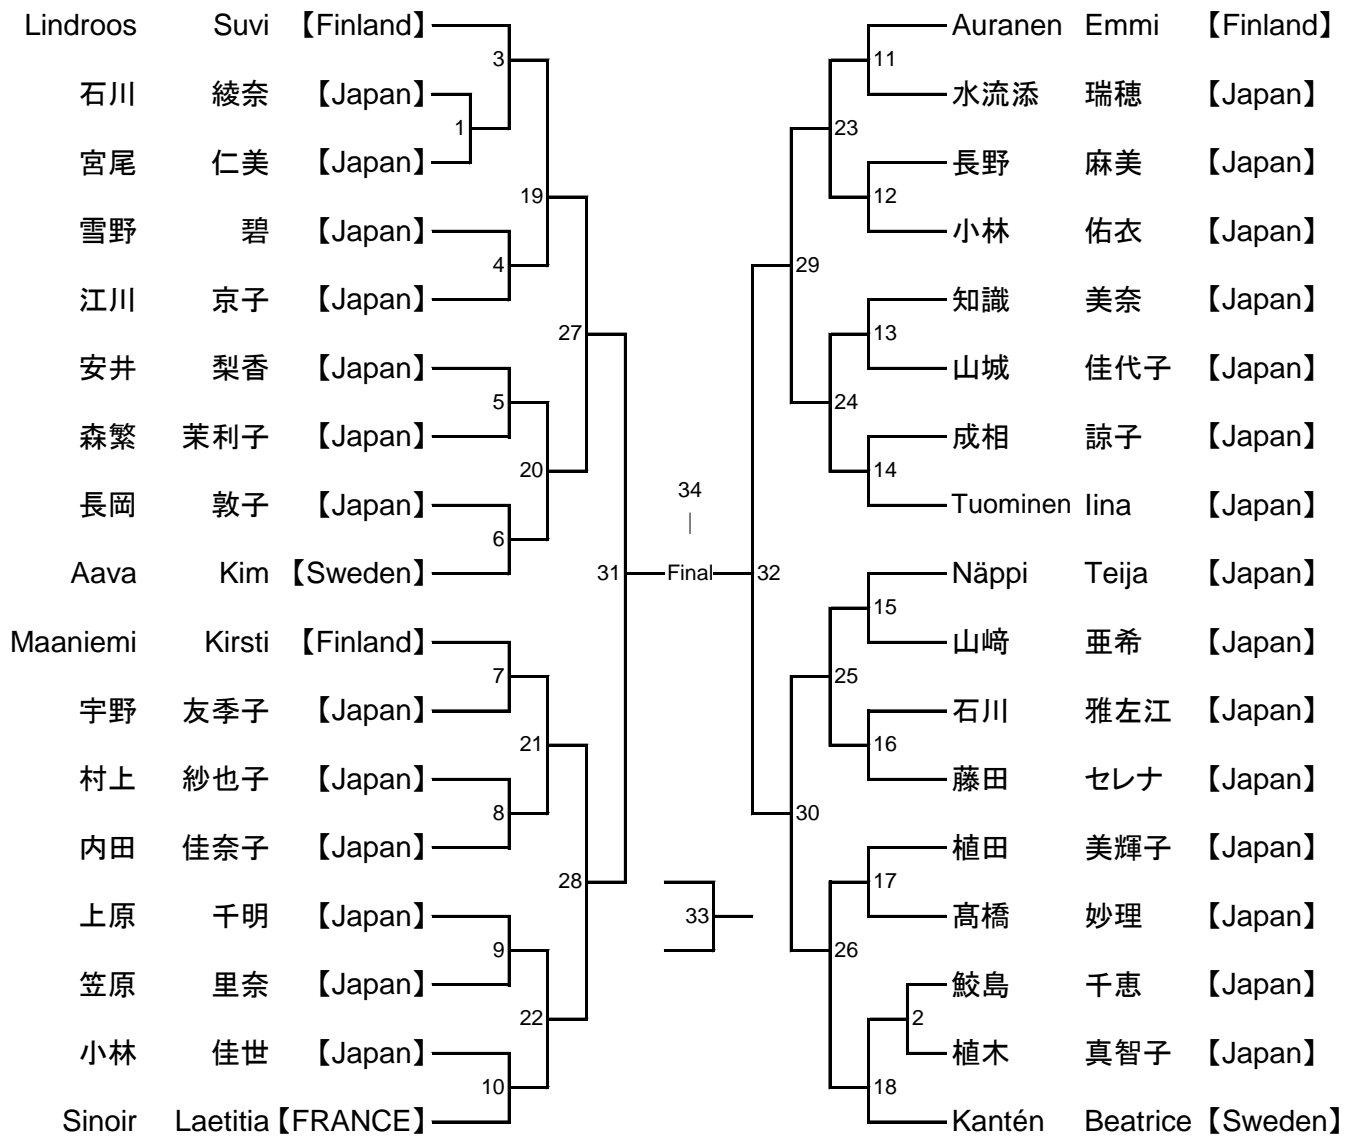 Lindroos Suvi 【Finland】
3
石川 綾奈 【Japan】
1
宮尾 仁美 【Japan】
19
雪野 碧 【Japan】
4
江川 京子 【Japan】
27
安井 梨香 【Japan】
5
森繁 茉利子 【Japan】
20
長岡 敦子 【Japan】
6
Aava Kim 【Sweden】
31
Maaniemi Kirsti 【Finland】
7
宇野 友季子 【Japan】
21
村上 紗也子 【Japan】
8
内田 佳奈子 【Japan】
28
上原 千明 【Japan】
9
笠原 里奈 【Japan】
22
小林 佳世 【Japan】
10
Sinoir Laetitia 【FRANCE】
34
Final
33
Auranen Emmi 【Finland】
11
水流添 瑞穂 【Japan】
23
長野 麻美 【Japan】
12
小林 佑衣 【Japan】
29
知識 美奈 【Japan】
13
山城 佳代子 【Japan】
24
成相 諒子 【Japan】
14
Tuominen Iina 【Japan】
32
Näppi Teija 【Japan】
15
山﨑 亜希 【Japan】
25
石川 雅左江 【Japan】
16
藤田 セレナ 【Japan】
30
植田 美輝子 【Japan】
17
髙橋 妙理 【Japan】
26
鮫島 千恵 【Japan】
2
植木 真智子 【Japan】
18
Kantén Beatrice 【Sweden】